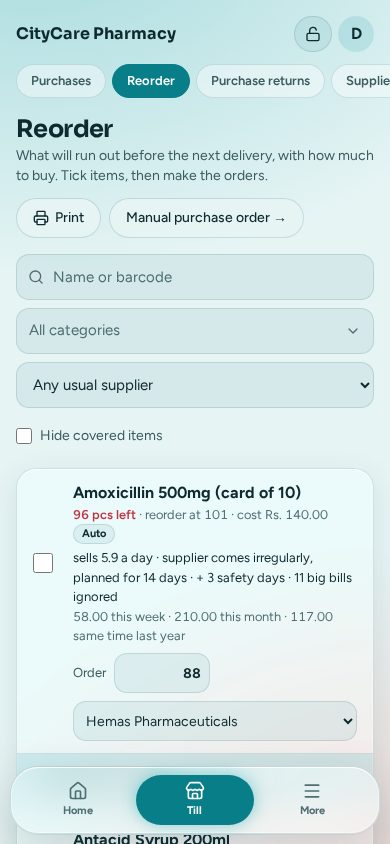 CityCare Pharmacy
D
Purchases
Reorder
Purchase returns
Supplie
Reorder
What will run out before the next delivery, with how much
to buy. Tick items, then make the orders.
Print
Manual purchase order →
Name or barcode
All categories
Any usual supplier
Hide covered items
Amoxicillin 500mg (card of 10)
96 pcs left · reorder at 101 · cost Rs. 140.00
Auto
sells 5.9 a day · supplier comes irregularly,
planned for 14 days · + 3 safety days · 11 big bills
ignored
58.00 this week · 210.00 this month · 117.00
same time last year
Order
88
Hemas Pharmaceuticals
Home
Till
More
Antacid Syrup 200ml